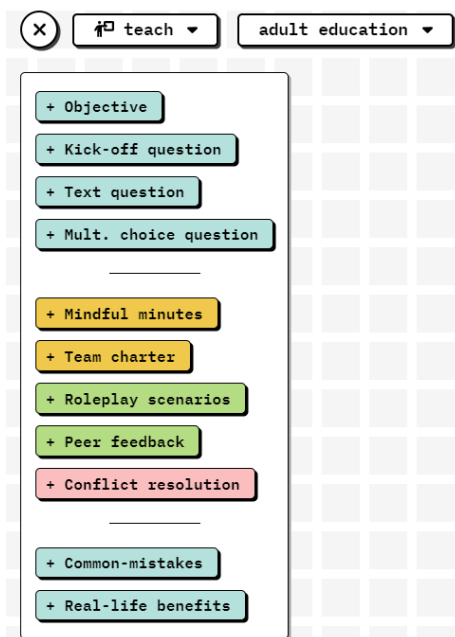 teach
adult education
+ Objective
+ Kick-off question
+ Text question
+ Mult. choice question
+ Mindful minutes
+ Team charter
+ Roleplay scenarios
+ Peer feedback
+ Conflict resolution
+ Common-mistakes
+ Real-life benefits